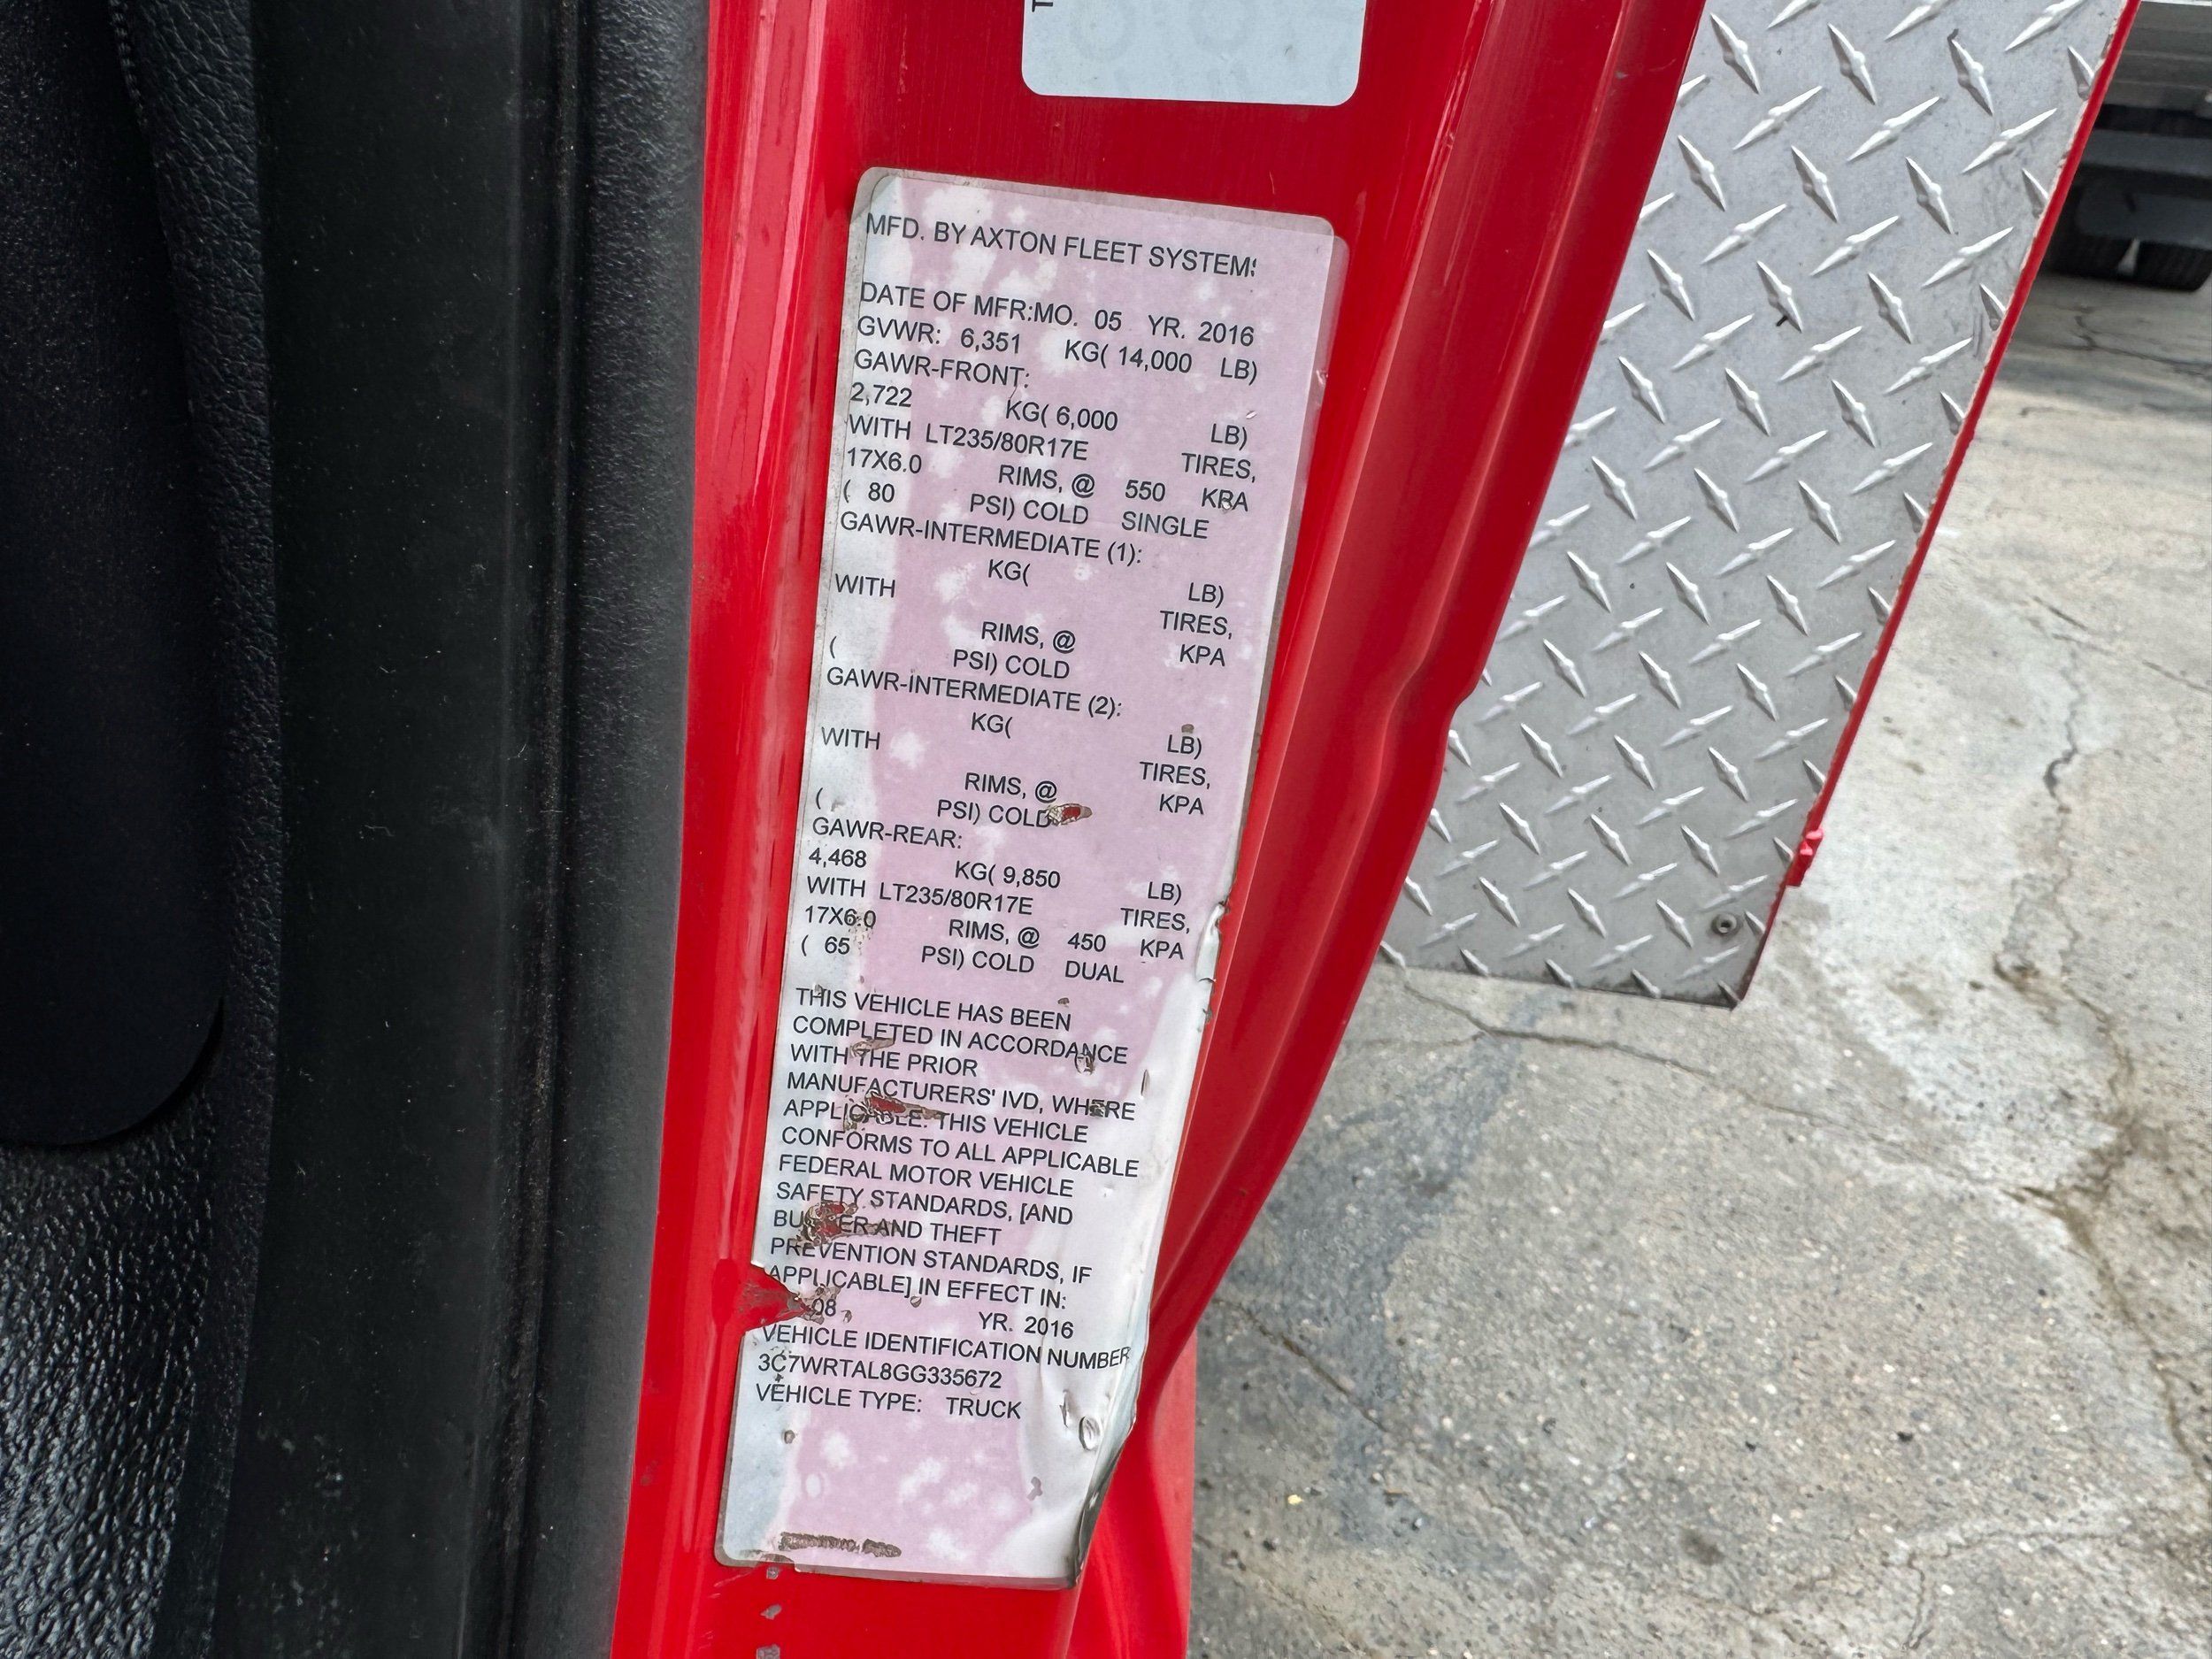 T
MFD. BY AXTON FLEET SYSTEMS
DATE OF MFR:MO. 05 YR. 2016
GVWR: 6,351 KG( 14,000 LB)
GAWR-FRONT:
2,722 KG( 6,000 LB)
WITH LT235/80R17E TIRES,
17X6.0 RIMS, @ 550 KPA
( 80 PSI) COLD SINGLE
GAWR-INTERMEDIATE (1):
KG( LB)
WITH TIRES,
RIMS, @ KPA
( PSI) COLD
GAWR-INTERMEDIATE (2):
KG( LB)
WITH TIRES,
RIMS, @ KPA
( PSI) COLD
GAWR-REAR:
4,468 KG( 9,850 LB)
WITH LT235/80R17E TIRES,
17X6.0 RIMS, @ 450 KPA
( 65 PSI) COLD DUAL
THIS VEHICLE HAS BEEN
COMPLETED IN ACCORDANCE
WITH THE PRIOR
MANUFACTURERS' IVD, WHERE
APPLICABLE. THIS VEHICLE
CONFORMS TO ALL APPLICABLE
FEDERAL MOTOR VEHICLE
SAFETY STANDARDS, [AND
BUMPER AND THEFT
PREVENTION STANDARDS, IF
APPLICABLE] IN EFFECT IN:
08 YR. 2016
VEHICLE IDENTIFICATION NUMBER
3C7WRTAL8GG335672
VEHICLE TYPE: TRUCK